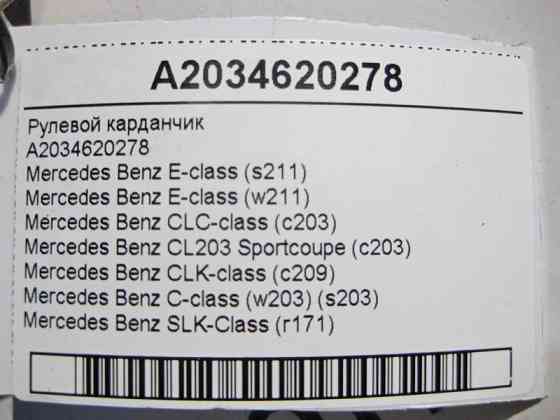 A2034620278
Рулевой карданчик
A2034620278
Mercedes Benz E-class (s211)
Mercedes Benz E-class (w211)
Mercedes Benz CLC-class (c203)
Mercedes Benz CL203 Sportcoupe (c203)
Mercedes Benz CLK-class (c209)
Mercedes Benz C-class (w203) (s203)
Mercedes Benz SLK-Class (r171)